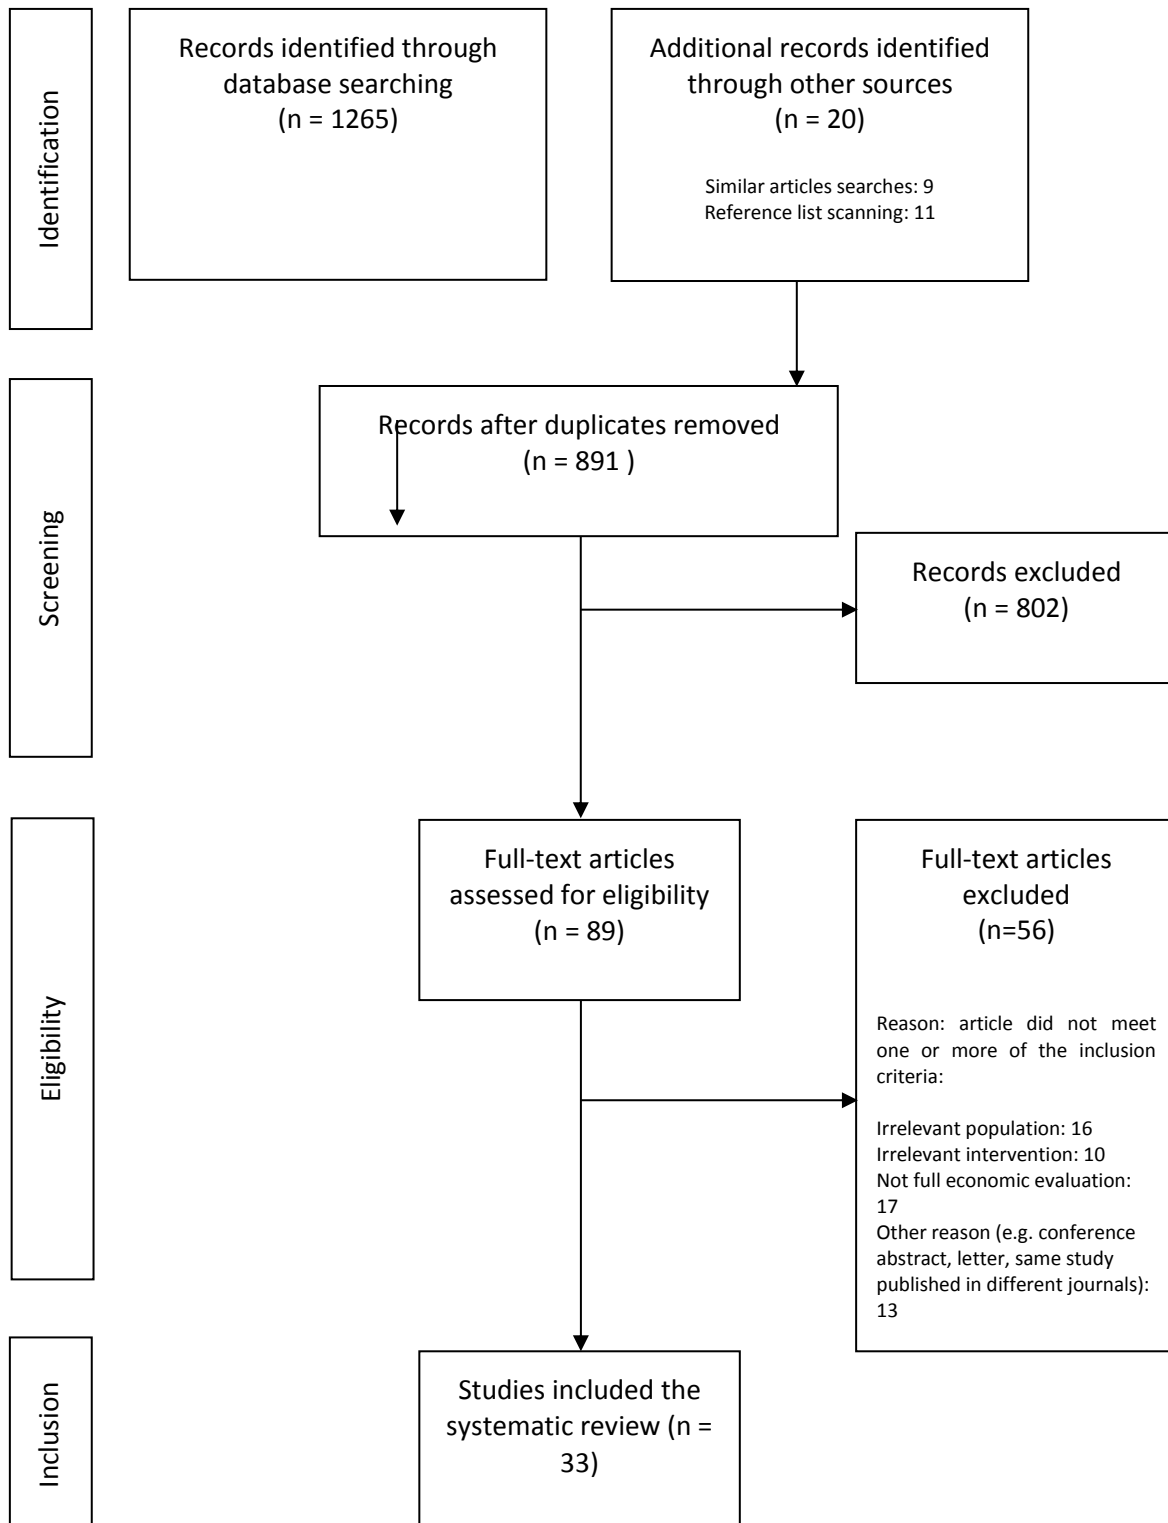 Identification
Records identified through
database searching
(n = 1265)
Additional records identified
through other sources
(n = 20)
Similar articles searches: 9
Reference list scanning: 11
Screening
Records after duplicates removed
(n = 891 )
Records excluded
(n = 802)
Eligibility
Full-text articles
assessed for eligibility
(n = 89)
Full-text articles
excluded
(n=56)
Reason: article did not meet
one or more of the inclusion
criteria:
Irrelevant population: 16
Irrelevant intervention: 10
Not full economic evaluation:
17
Other reason (e.g. conference
abstract, letter, same study
published in different journals):
13
Inclusion
Studies included the
systematic review (n =
33)